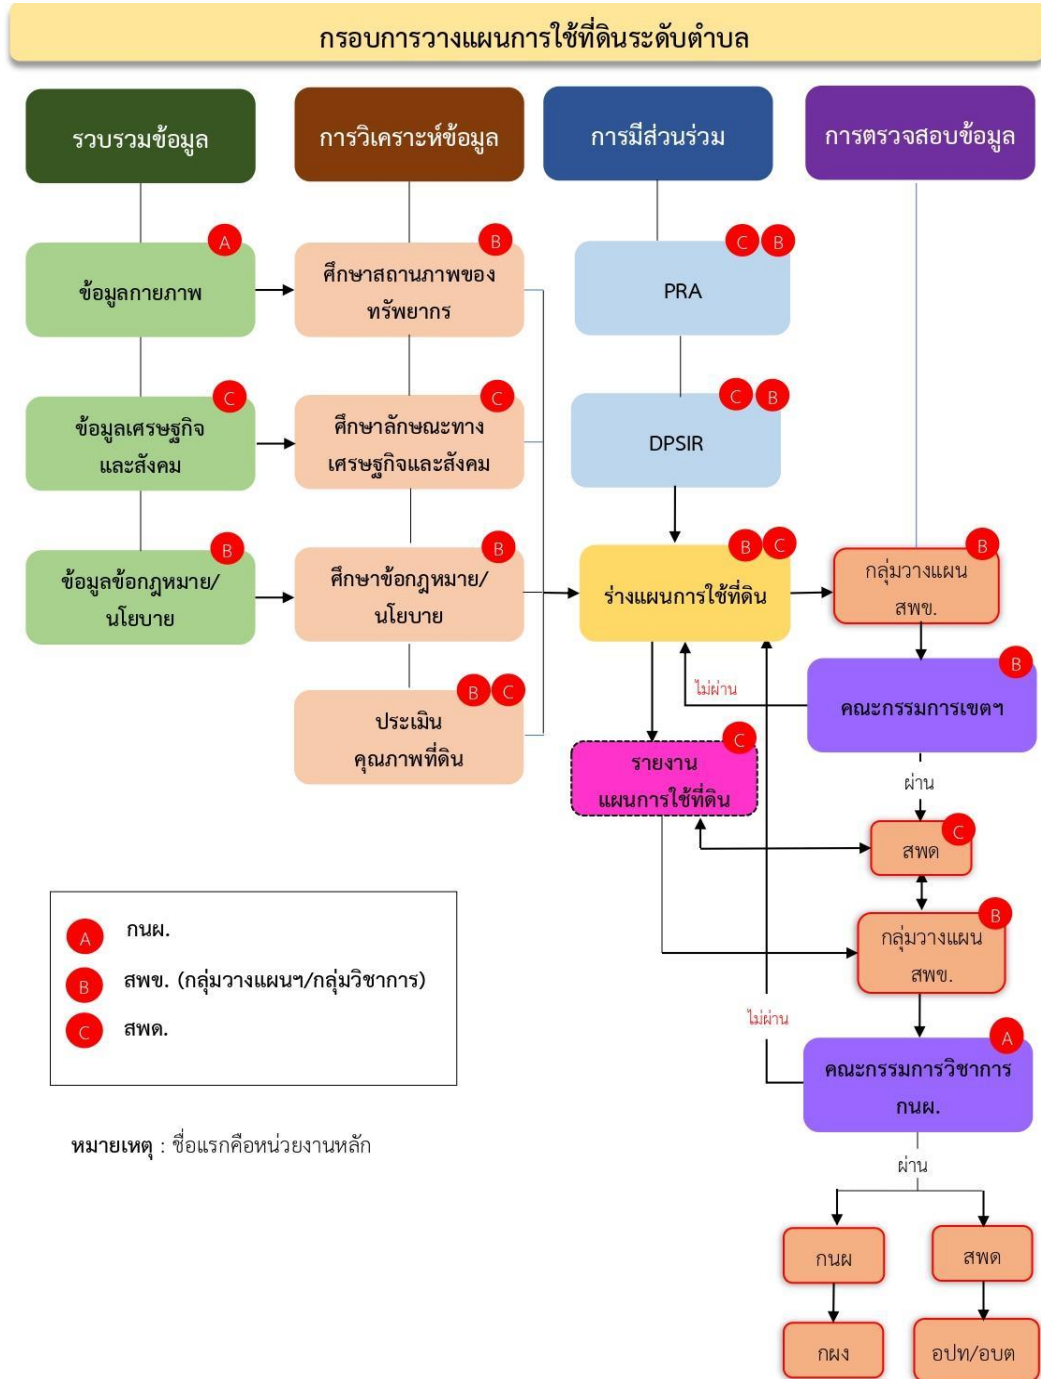 กรอบการวางแผนการใช้ที่ดินระดับตำบล
รวบรวมข้อมูล
การวิเคราะห์ข้อมูล
การมีส่วนร่วม
การตรวจสอบข้อมูล
A
ข้อมูลกายภาพ
B
ศึกษาสถานภาพของ
ทรัพยากร
C B
PRA
C
ข้อมูลเศรษฐกิจ
และสังคม
C
ศึกษาลักษณะทาง
เศรษฐกิจและสังคม
C B
DPSIR
B
ข้อมูลข้อกฎหมาย/
นโยบาย
B
ศึกษาข้อกฎหมาย/
นโยบาย
B C
ร่างแผนการใช้ที่ดิน
B
กลุ่มวางแผน
สพข.
B C
ประเมิน
คุณภาพที่ดิน
ไม่ผ่าน
B
คณะกรรมการเขตฯ
C
รายงาน
แผนการใช้ที่ดิน
ผ่าน
C
สพด
B
กลุ่มวางแผน
สพข.
A กนผ.
B สพข. (กลุ่มวางแผนฯ/กลุ่มวิชาการ)
C สพด.
ไม่ผ่าน
A
คณะกรรมการวิชาการ
กนผ.
หมายเหตุ : ชื่อแรกคือหน่วยงานหลัก
ผ่าน
กนผ
สพด
กผง
อปท/อบต